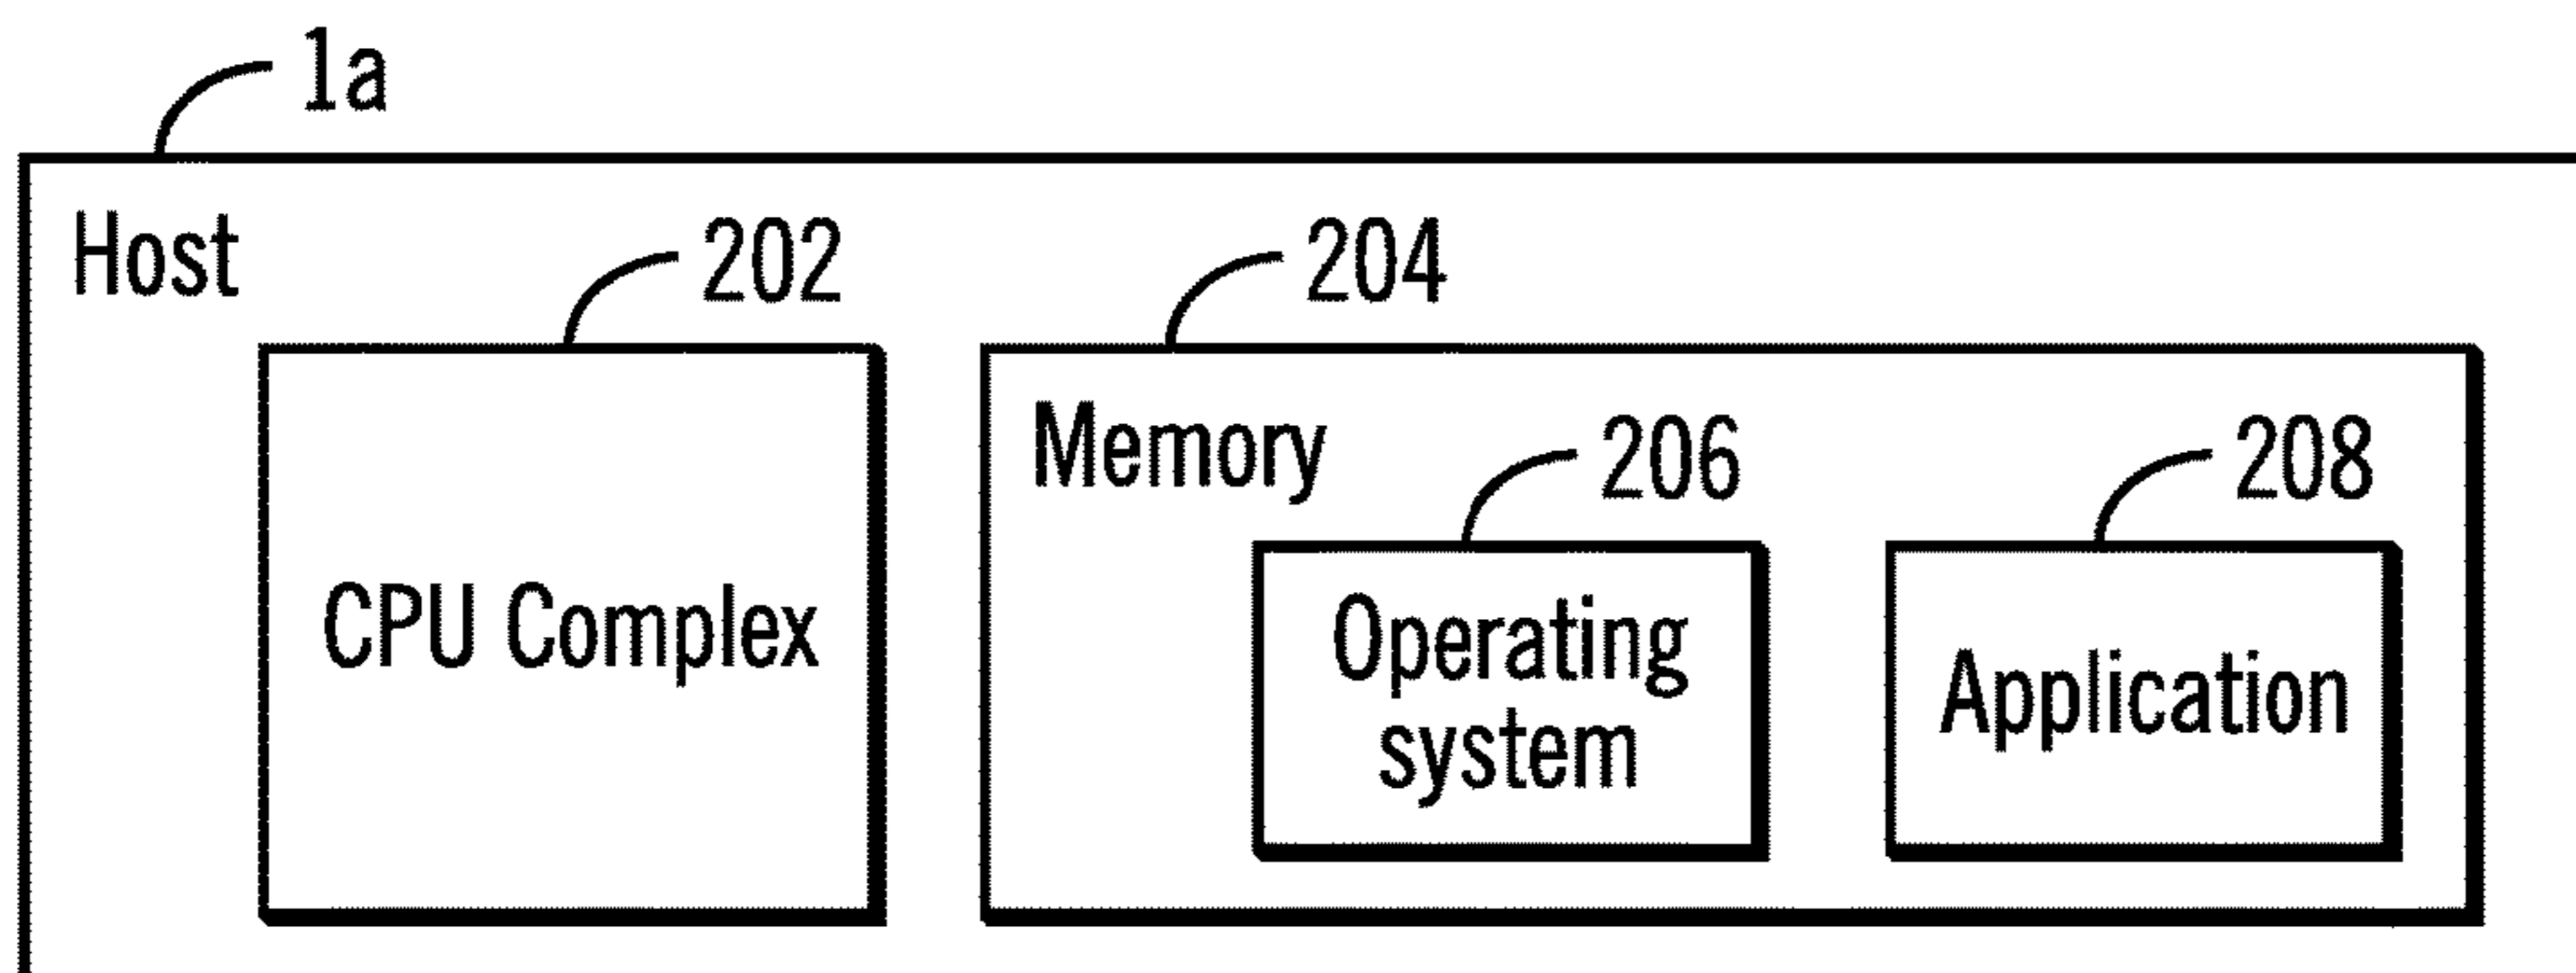 1a
Host
202
204
Memory
206
208
CPU Complex
Operating
system
Application